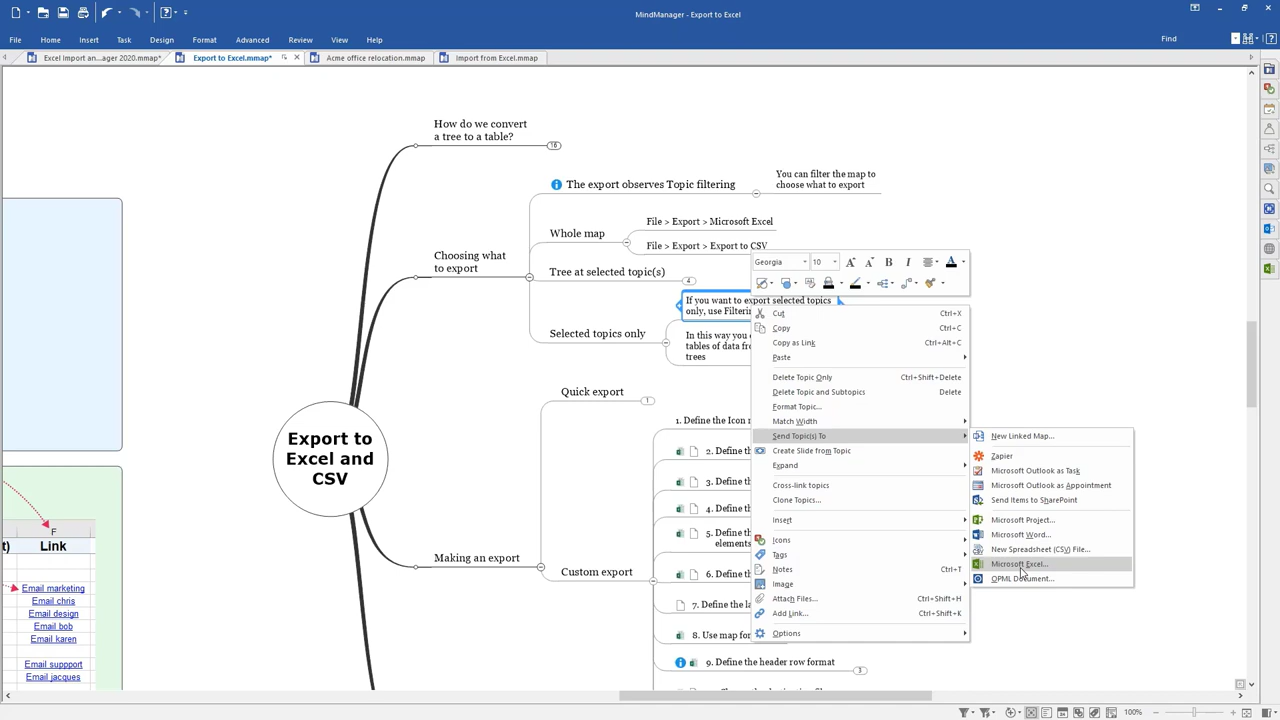 MindManager - Export to Excel
File
Home
Insert
Task
Design
Format
Advanced
Review
View
Help
Find
Excel Import an...ager 2020.mmap*
Export to Excel.mmap*
Acme office relocation.mmap
Import from Excel.mmap
How do we convert
a tree to a table?
16
Choosing what
to export
The export observes Topic filtering
You can filter the map to
choose what to export
Whole map
File > Export > Microsoft Excel
File > Export > Export to CSV
Tree at selected topic(s)
4
Selected topics only
If you want to export selected topics
only, use Filterin
In this way you
tables of data fro
trees
Export to
Excel and
CSV
Making an export
Quick export
1
Custom export
1. Define the Icon
2. Define th
3. Define th
4. Define th
5. Define th
elements
6. Define th
7. Define the la
8. Use map for
9. Define the header row format
3
Georgia
10
Cut Ctrl+X
Copy Ctrl+C
Copy as Link Ctrl+Alt+C
Paste
Delete Topic Only Ctrl+Shift+Delete
Delete Topic and Subtopics Delete
Format Topic...
Match Width
Send Topic(s) To
Create Slide from Topic
Expand
Cross-link topics
Clone Topics...
Insert
Icons
Tags
Notes Ctrl+T
Image
Attach Files... Ctrl+Shift+H
Add Link... Ctrl+Shift+K
Options
New Linked Map...
Zapier
Microsoft Outlook as Task
Microsoft Outlook as Appointment
Send Items to SharePoint
Microsoft Project...
Microsoft Word...
New Spreadsheet (CSV) File...
Microsoft Excel...
OPML Document...
F
t) Link
Email marketing
Email chris
Email design
Email bob
Email karen
Email suppport
Email jacques
100%